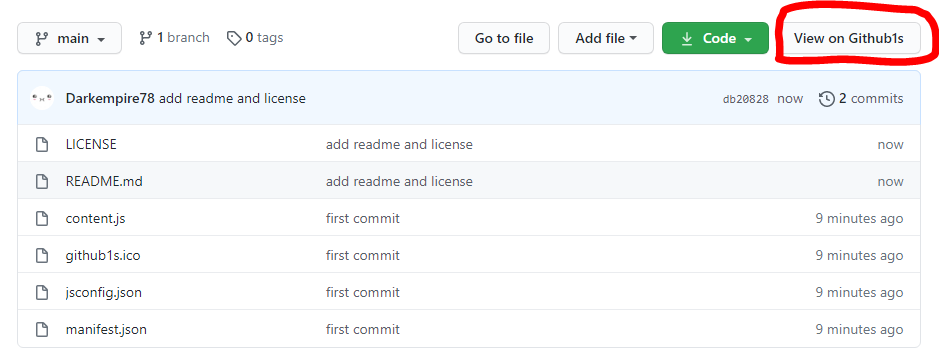 main 1 branch 0 tags Go to file Add file Code View on Github1s
Darkempire78 add readme and license db20828 now 2 commits
LICENSE add readme and license now
README.md add readme and license now
content.js first commit 9 minutes ago
github1s.ico first commit 9 minutes ago
jsconfig.json first commit 9 minutes ago
manifest.json first commit 9 minutes ago